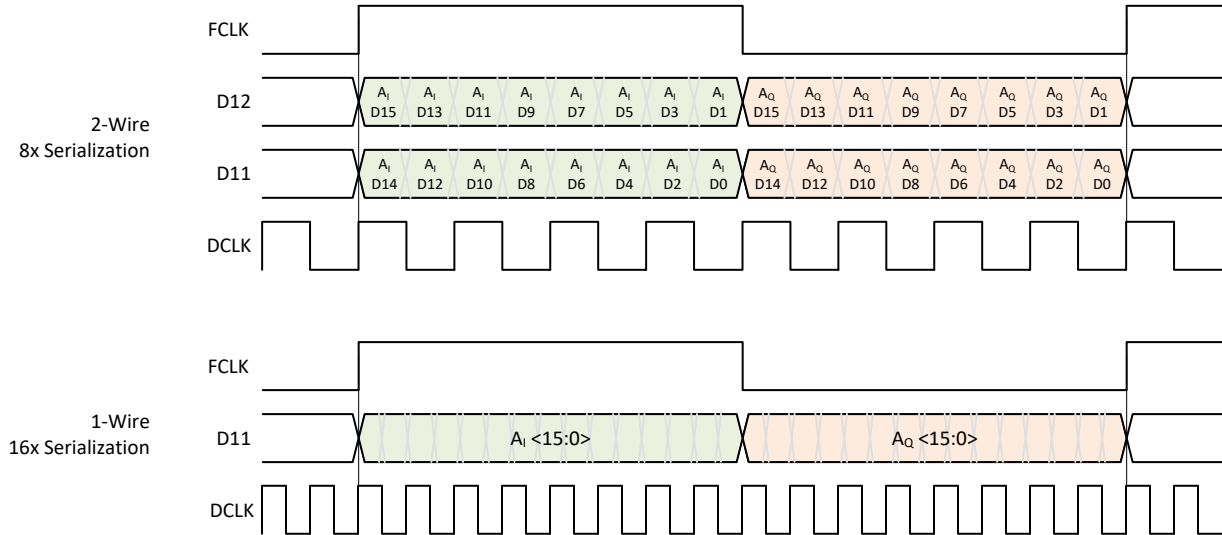 FCLK
D12
A_I A_I A_I A_I A_I A_I A_I A_I A_Q A_Q A_Q A_Q A_Q A_Q A_Q A_Q
D15 D13 D11 D9 D7 D5 D3 D1 D15 D13 D11 D9 D7 D5 D3 D1
2-Wire
8x Serialization
D11
A_I A_I A_I A_I A_I A_I A_I A_I A_Q A_Q A_Q A_Q A_Q A_Q A_Q A_Q
D14 D12 D10 D8 D6 D4 D2 D0 D14 D12 D10 D8 D6 D4 D2 D0
DCLK
FCLK
1-Wire
16x Serialization
D11
A_I <15:0> A_Q <15:0>
DCLK